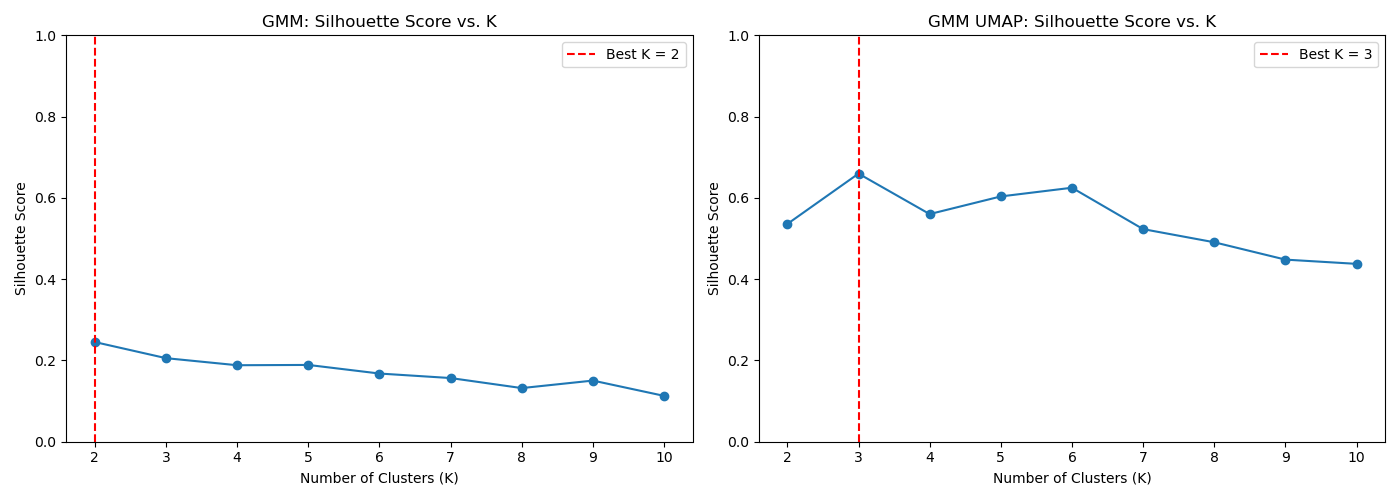 GMM: Silhouette Score vs. K
Best K = 2
1.0
0.8
0.6
0.4
0.2
0.0
Silhouette Score
2 3 4 5 6 7 8 9 10
Number of Clusters (K)
GMM UMAP: Silhouette Score vs. K
Best K = 3
1.0
0.8
0.6
0.4
0.2
0.0
Silhouette Score
2 3 4 5 6 7 8 9 10
Number of Clusters (K)